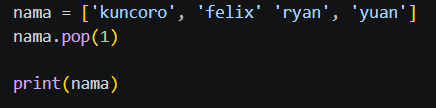 nama = ['kuncoro', 'felix' 'ryan', 'yuan']
nama.pop(1)
print(nama)